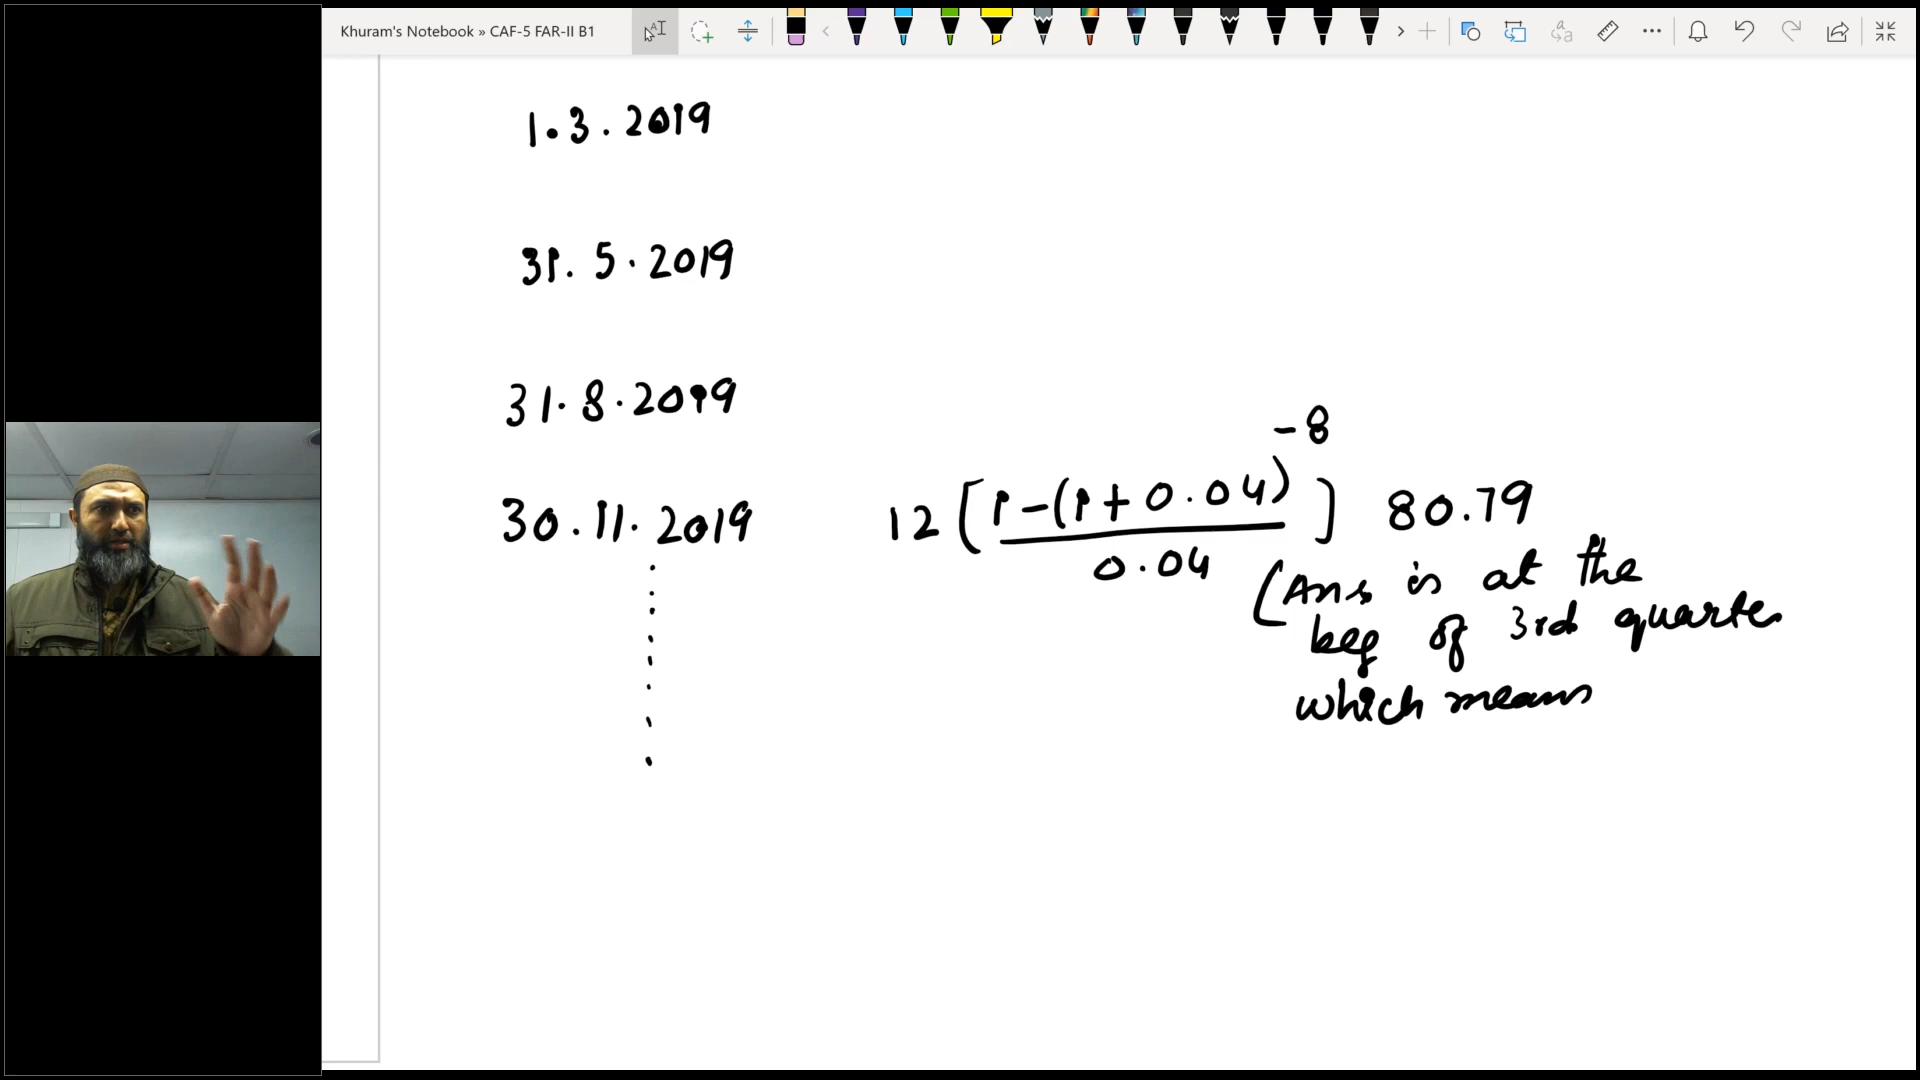 Khuram's Notebook » CAF-5 FAR-II B1
1.3.2019
31.5.2019
31.8.2019
-8
30.11.2019 12 [1-(1+0.04) ] 80.79
0.04
(Ans is at the
beg of 3rd quarter
which means